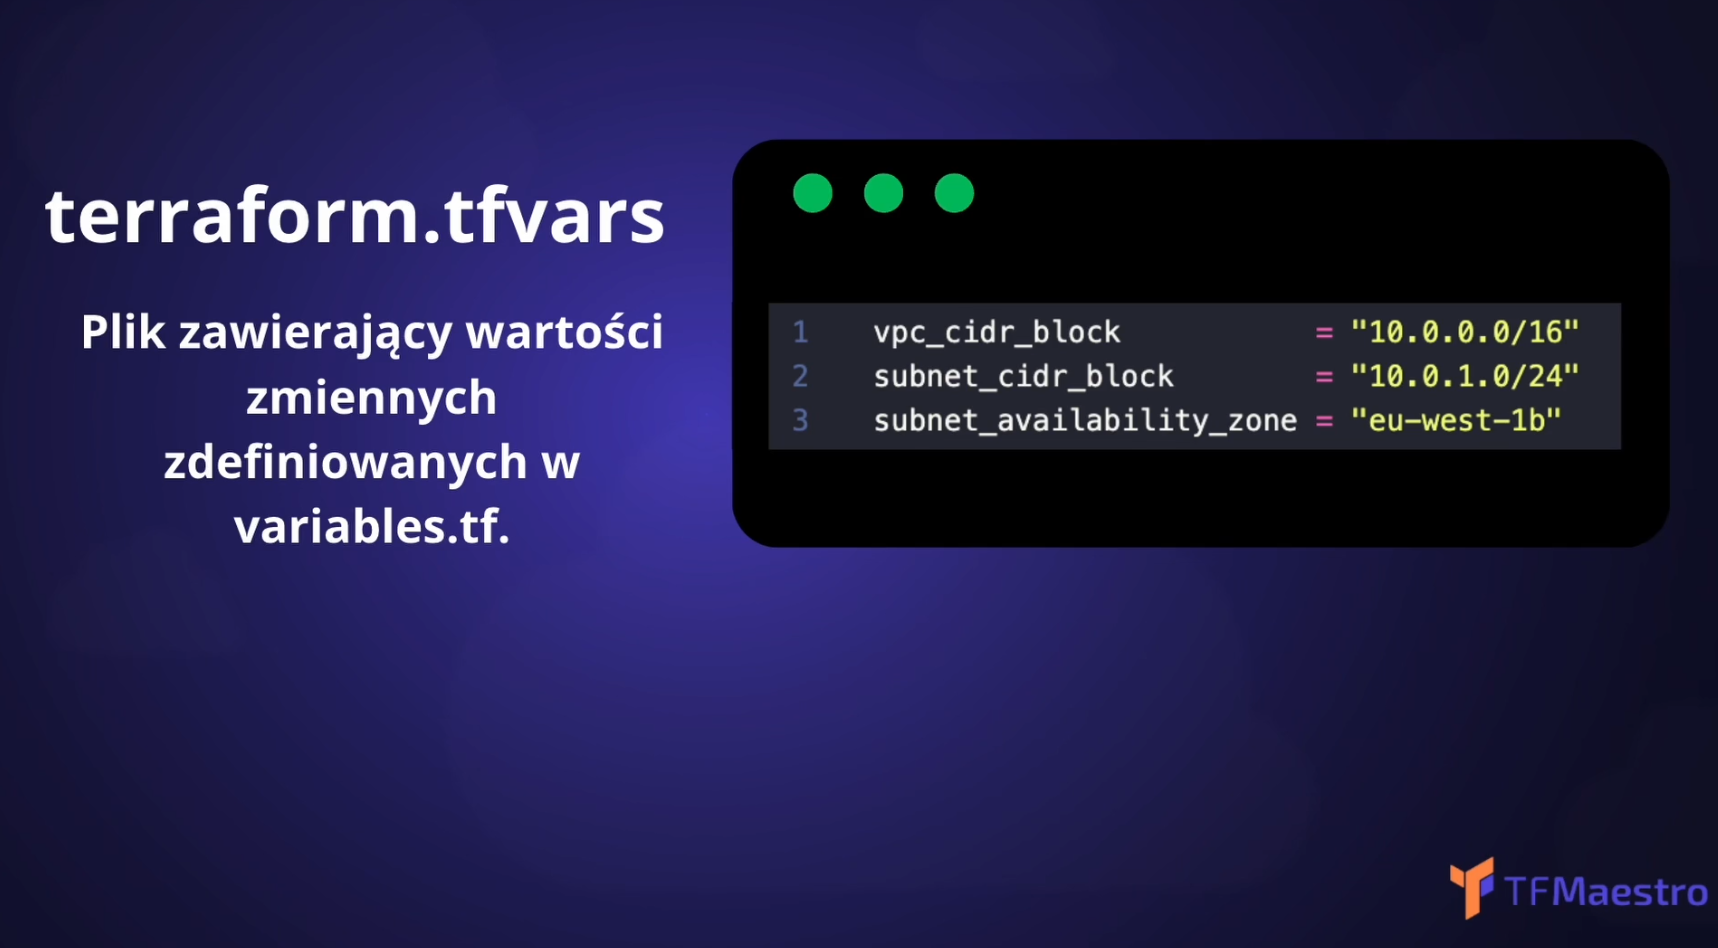 terraform.tfvars
Plik zawierający wartości
zmiennych
zdefiniowanych w
variables.tf.
1 vpc_cidr_block = "10.0.0.0/16"
2 subnet_cidr_block = "10.0.1.0/24"
3 subnet_availability_zone = "eu-west-1b"
TFMaestro